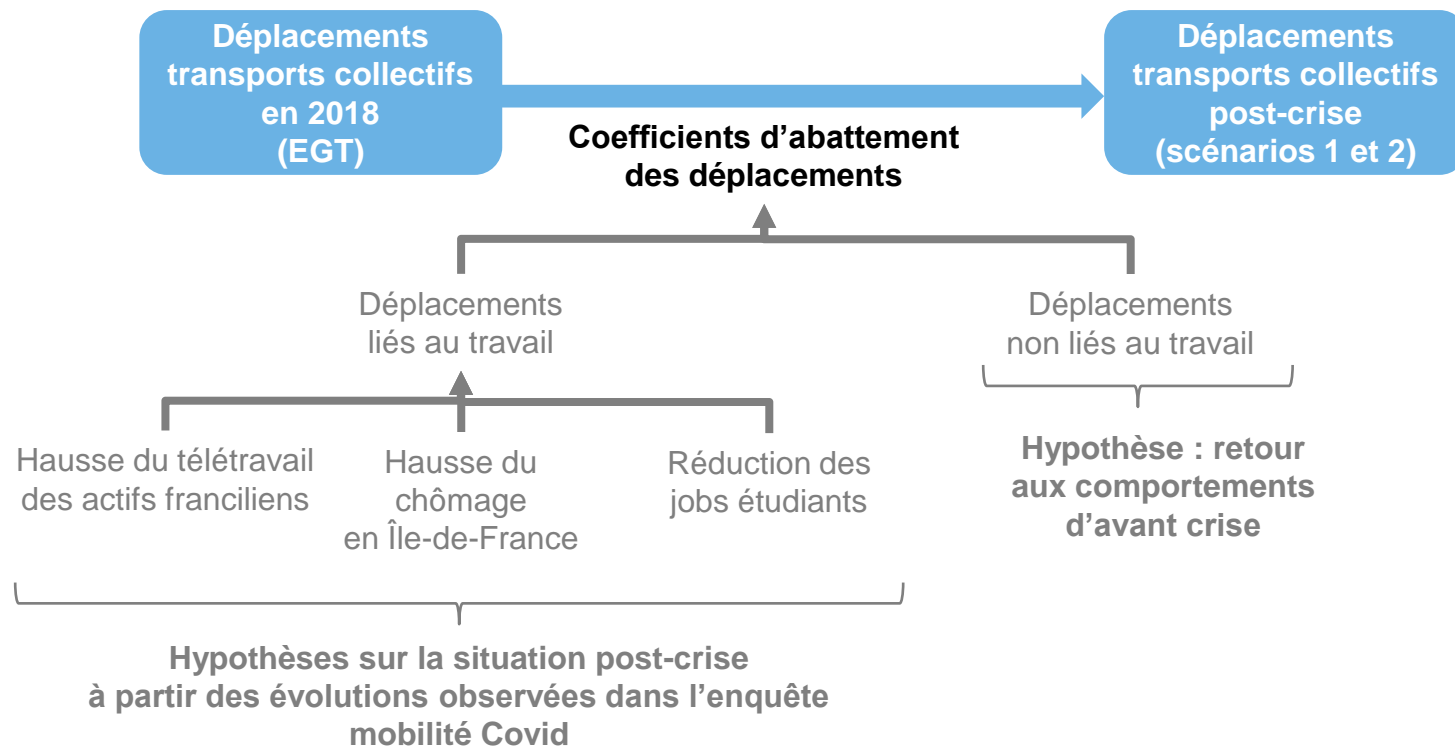 Déplacements
transports collectifs
en 2018
(EGT)
Déplacements
transports collectifs
post-crise
(scénarios 1 et 2)
Coefficients d’abattement
des déplacements
Déplacements
liés au travail
Déplacements
non liés au travail
Hausse du télétravail
des actifs franciliens
Hausse du
chômage
en Île-de-France
Réduction des
jobs étudiants
Hypothèse : retour
aux comportements
d’avant crise
Hypothèses sur la situation post-crise
à partir des évolutions observées dans l’enquête
mobilité Covid